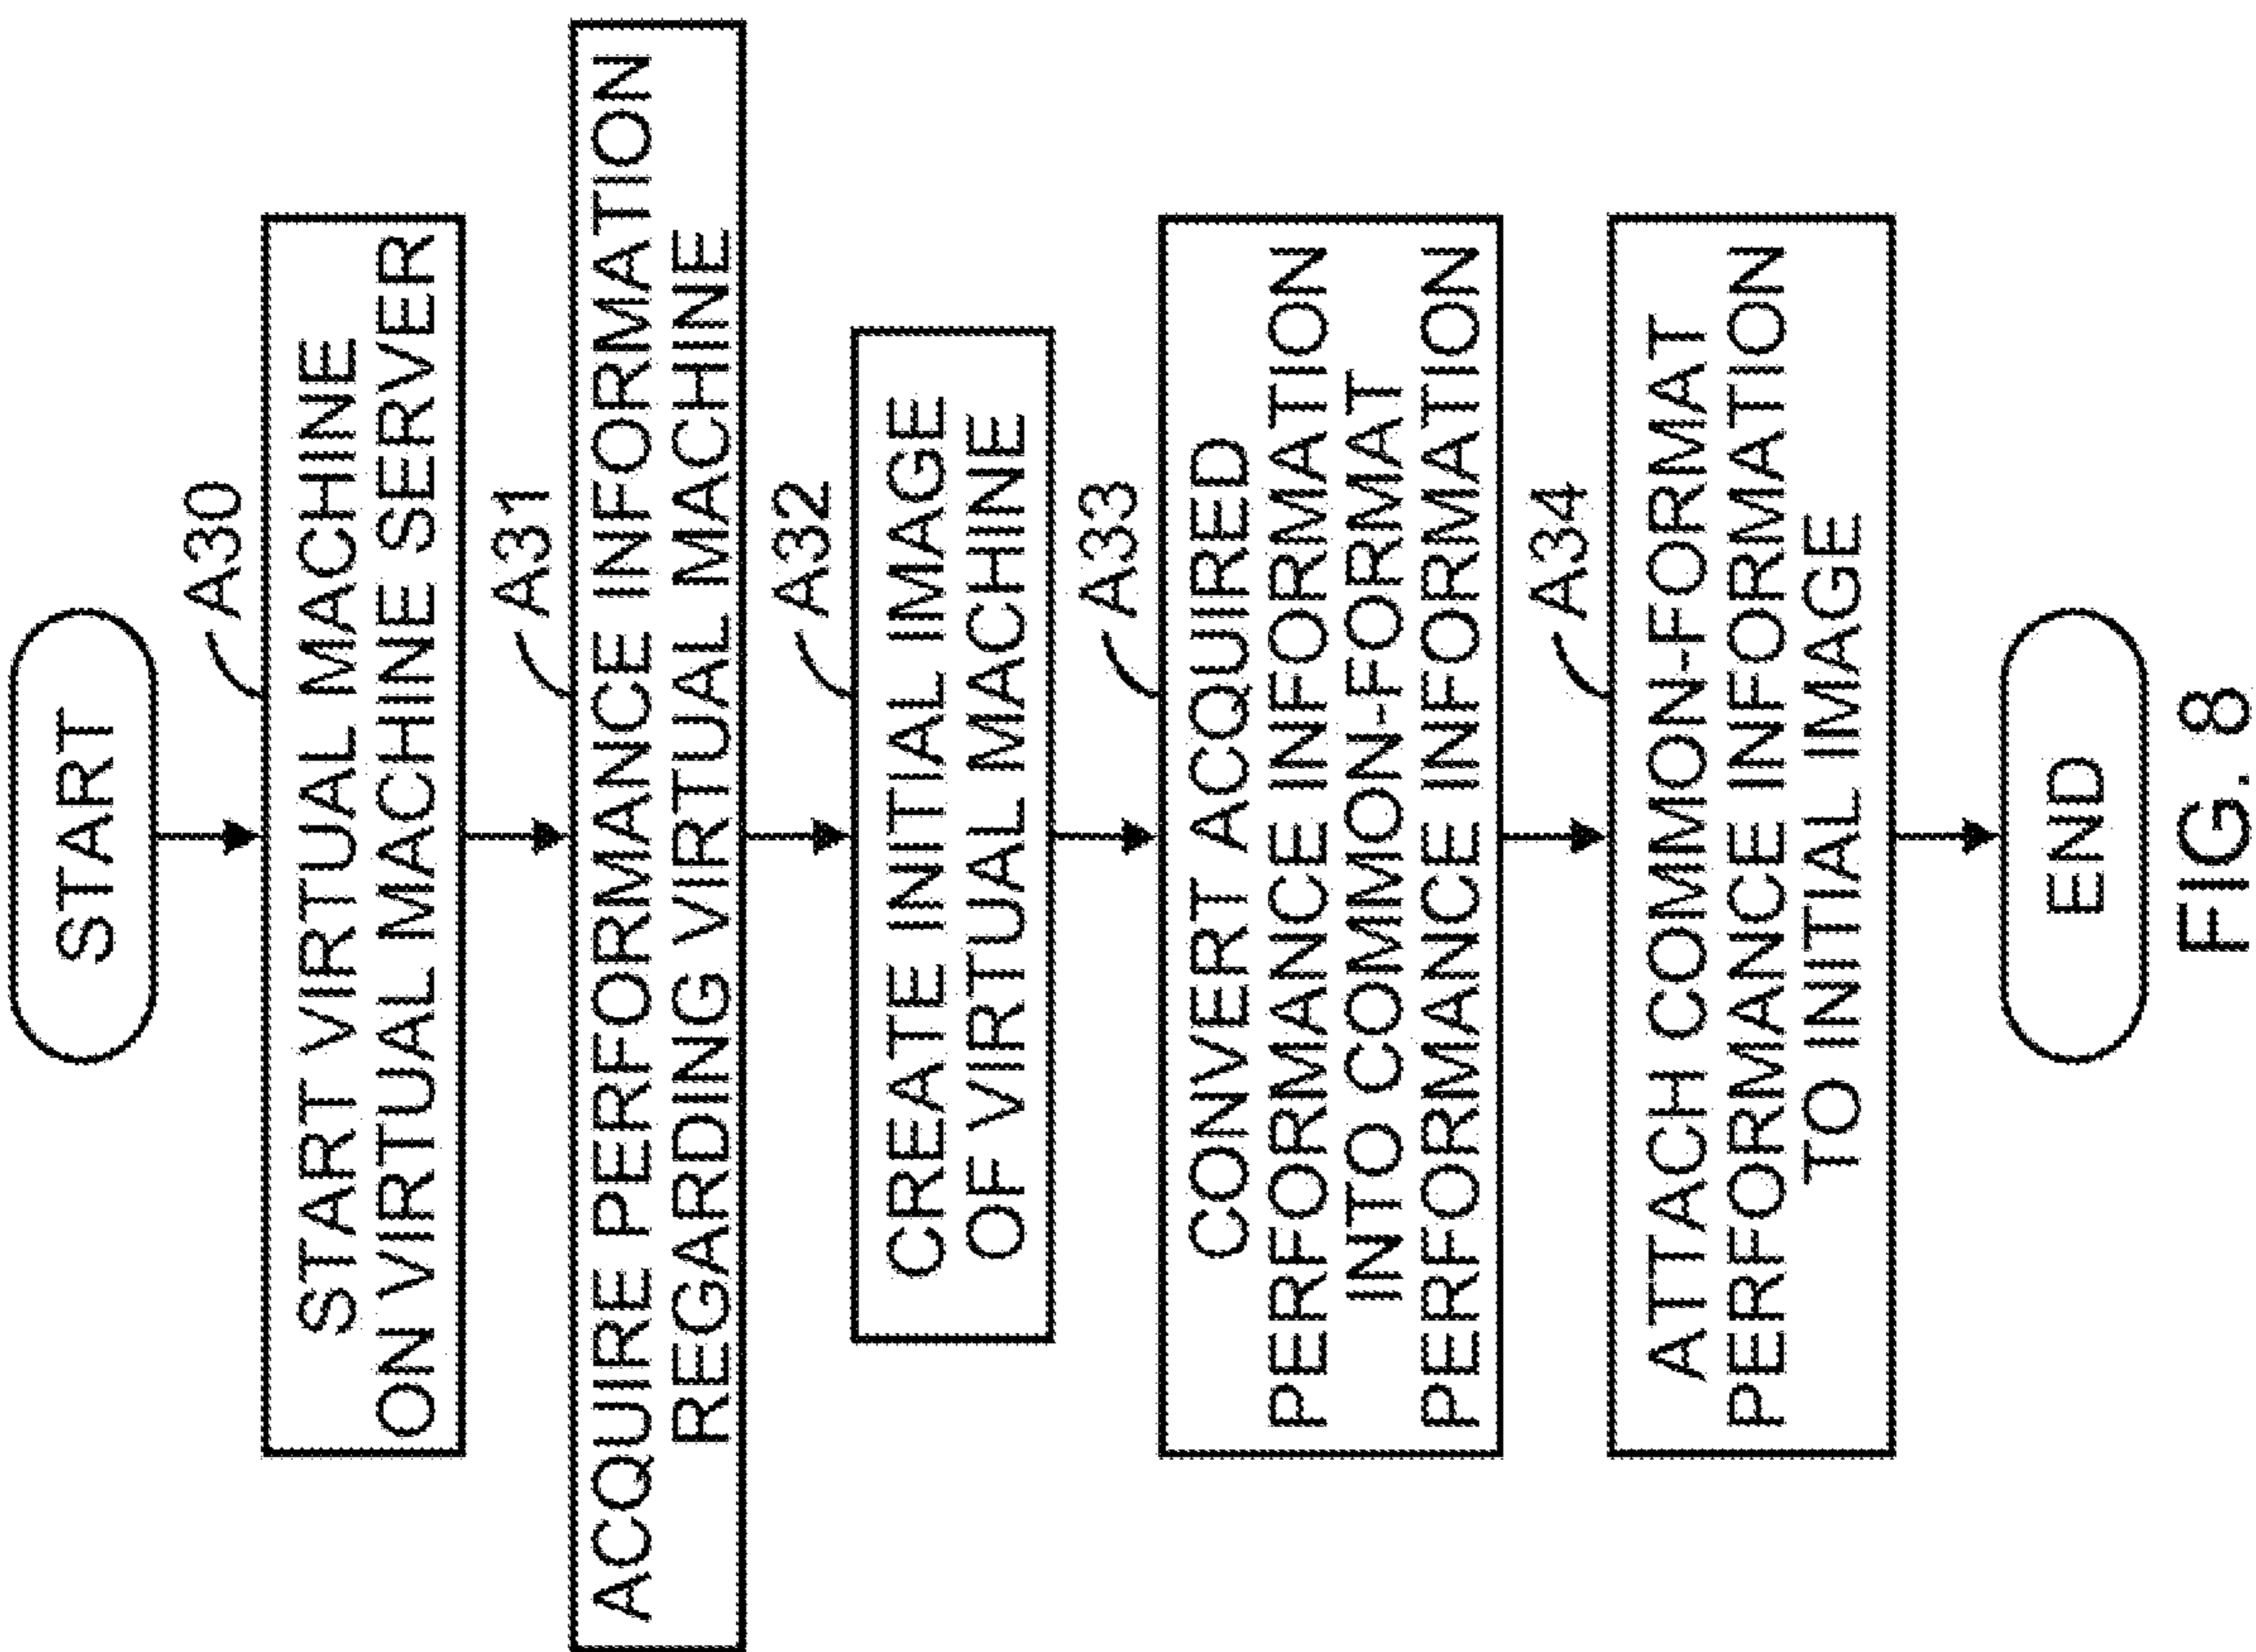 START
A30
START VIRTUAL MACHINE
ON VIRTUAL MACHINE SERVER
A31
ACQUIRE PERFORMANCE INFORMATION
REGARDING VIRTUAL MACHINE
A32
CREATE INITIAL IMAGE
OF VIRTUAL MACHINE
A33
CONVERT ACQUIRED
PERFORMANCE INFORMATION
INTO COMMON-FORMAT
PERFORMANCE INFORMATION
A34
ATTACH COMMON-FORMAT
PERFORMANCE INFORMATION
TO INITIAL IMAGE
END
FIG. 8